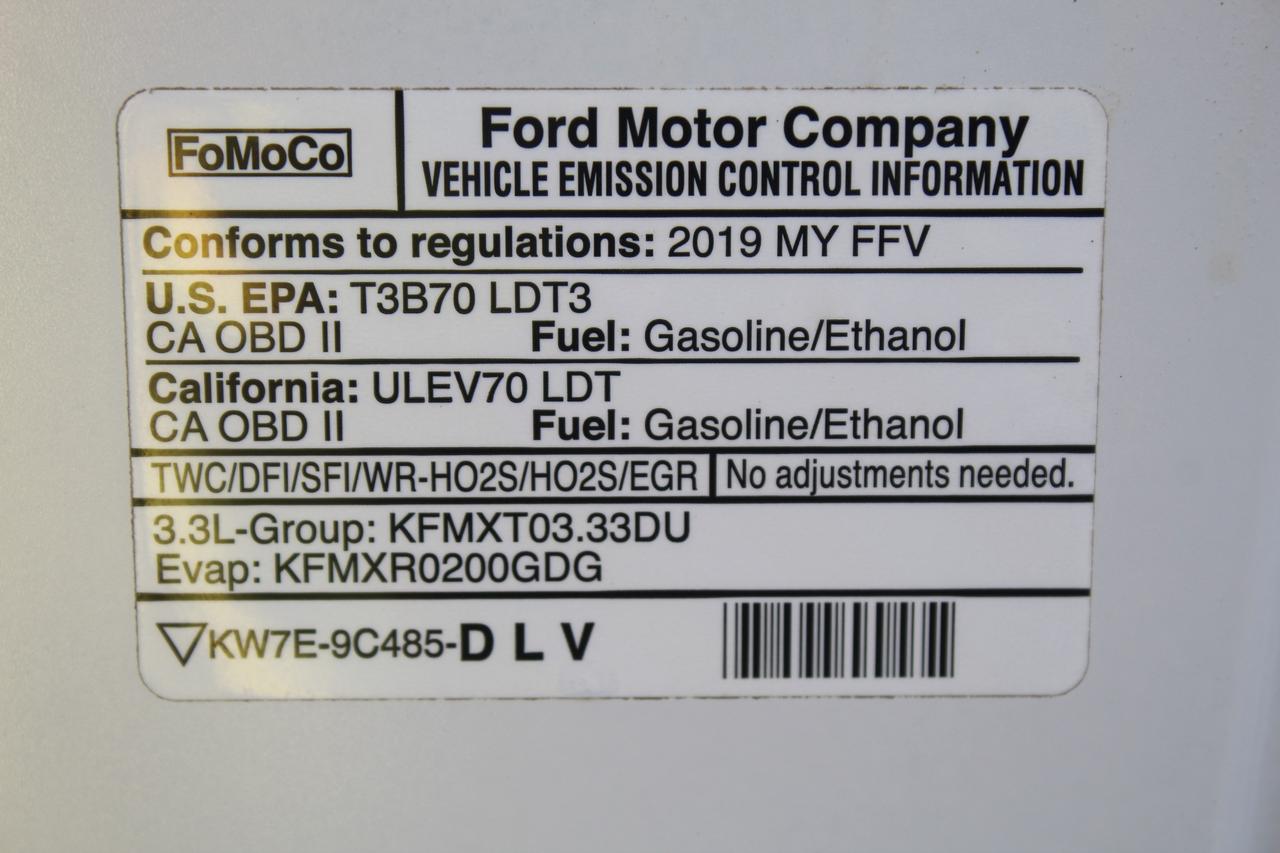 FoMoCo
Ford Motor Company
VEHICLE EMISSION CONTROL INFORMATION
Conforms to regulations: 2019 MY FFV
U.S. EPA: T3B70 LDT3
CA OBD II Fuel: Gasoline/Ethanol
California: ULEV70 LDT
CA OBD II Fuel: Gasoline/Ethanol
TWC/DFI/SFI/WR-HO2S/HO2S/EGR No adjustments needed.
3.3L-Group: KFMXT03.33DU
Evap: KFMXR0200GDG
KW7E-9C485-D L V